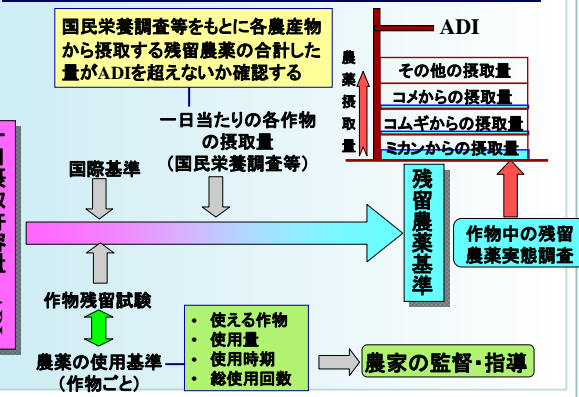 国民栄養調査等をもとに各農産物
から摂取する残留農薬の合計した
量がADIを超えないか確認する
ADI
農薬摂取量
その他の摂取量
コメからの摂取量
コムギからの摂取量
ミカンからの摂取量
一日当たりの各作物
の摂取量
(国民栄養調査等)
国際基準
一日摂取許容量
残留農薬基準
作物中の残留
農薬実態調査
作物残留試験
農薬の使用基準
(作物ごと)
• 使える作物
• 使用量
• 使用時期
• 総使用回数
農家の監督・指導